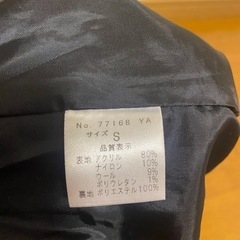 No. 7716B YA
サイズ S
品質表示
表地 アクリル 80%
ナイロン 10%
ウール 9%
ポリウレタン 1%
裏地 ポリエステル 100%